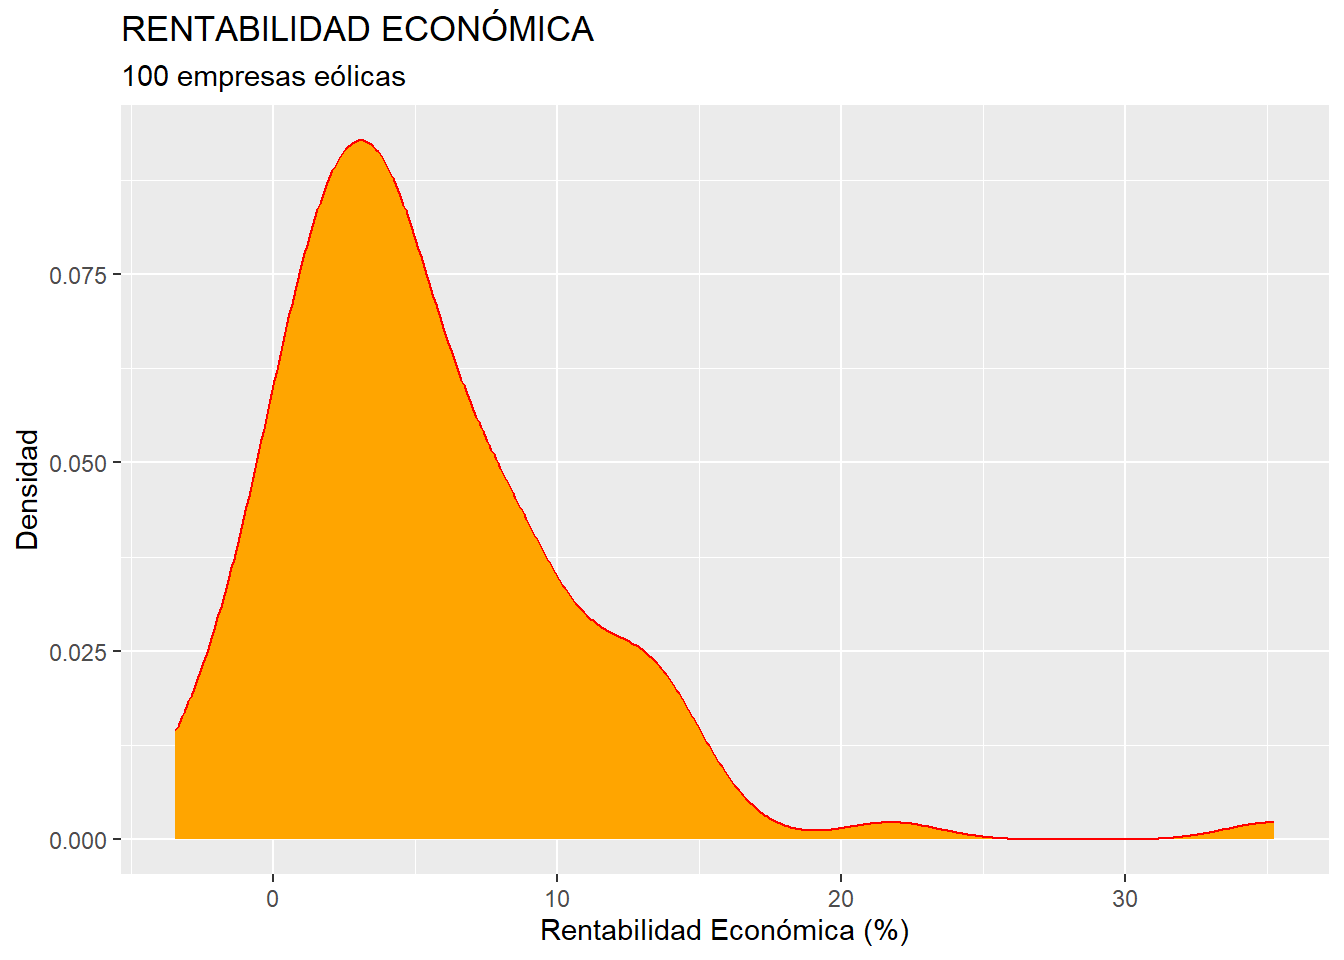 RENTABILIDAD ECONÓMICA
100 empresas eólicas
Densidad
0.075
0.050
0.025
0.000
0 10 20 30
Rentabilidad Económica (%)